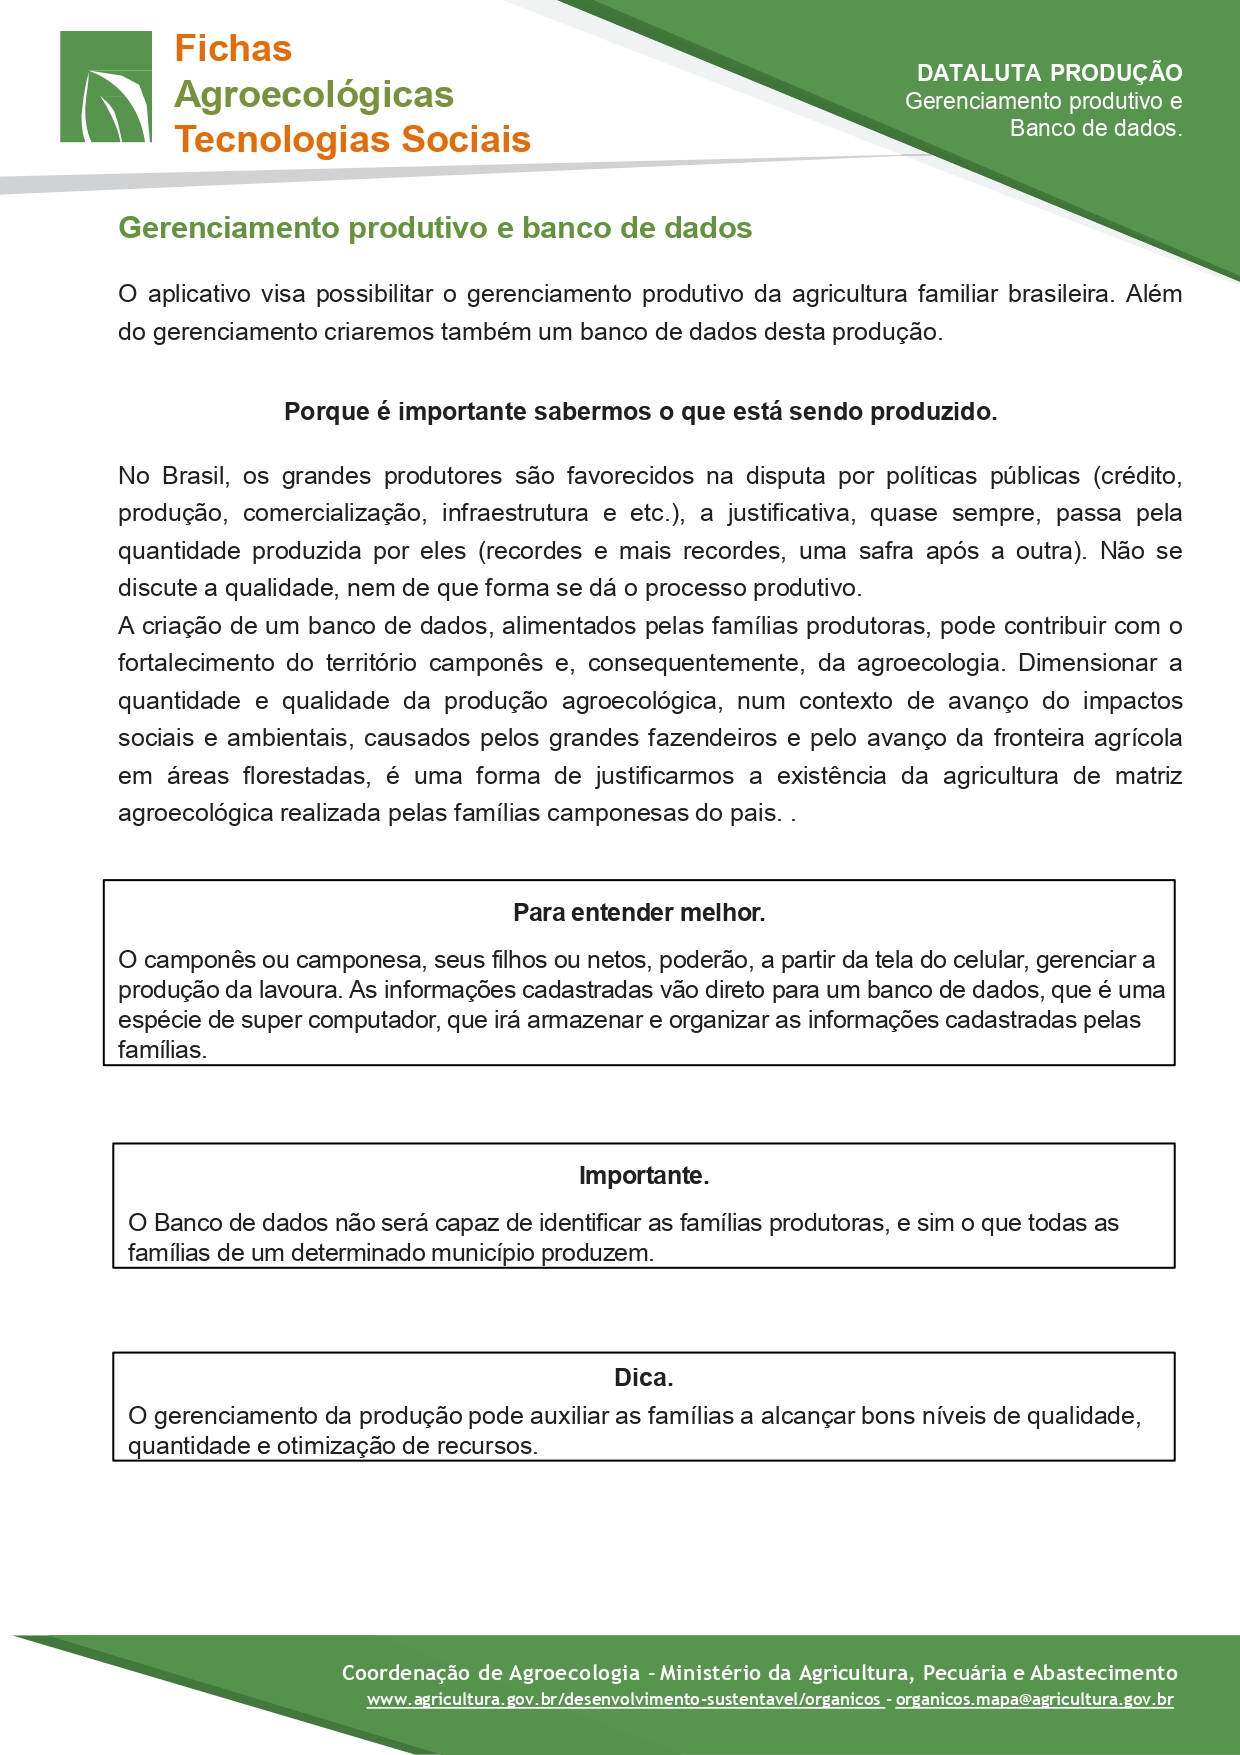 Fichas
Agroecológicas
Tecnologias Sociais
DATALUTA PRODUÇÃO
Gerenciamento produtivo e
Banco de dados.
Gerenciamento produtivo e banco de dados
O aplicativo visa possibilitar o gerenciamento produtivo da agricultura familiar brasileira. Além
do gerenciamento criaremos também um banco de dados desta produção.
Porque é importante sabermos o que está sendo produzido.
No Brasil, os grandes produtores são favorecidos na disputa por políticas públicas (crédito,
produção, comercialização, infraestrutura e etc.), a justificativa, quase sempre, passa pela
quantidade produzida por eles (recordes e mais recordes, uma safra após a outra). Não se
discute a qualidade, nem de que forma se dá o processo produtivo.
A criação de um banco de dados, alimentados pelas famílias produtoras, pode contribuir com o
fortalecimento do território camponês e, consequentemente, da agroecologia. Dimensionar a
quantidade e qualidade da produção agroecológica, num contexto de avanço do impactos
sociais e ambientais, causados pelos grandes fazendeiros e pelo avanço da fronteira agrícola
em áreas florestadas, é uma forma de justificarmos a existência da agricultura de matriz
agroecológica realizada pelas famílias camponesas do pais. .
Para entender melhor.
O camponês ou camponesa, seus filhos ou netos, poderão, a partir da tela do celular, gerenciar a
produção da lavoura. As informações cadastradas vão direto para um banco de dados, que é uma
espécie de super computador, que irá armazenar e organizar as informações cadastradas pelas
famílias.
Importante.
O Banco de dados não será capaz de identificar as famílias produtoras, e sim o que todas as
famílias de um determinado município produzem.
Dica.
O gerenciamento da produção pode auxiliar as famílias a alcançar bons níveis de qualidade,
quantidade e otimização de recursos.
Coordenação de Agroecologia - Ministério da Agricultura, Pecuária e Abastecimento
www.agricultura.gov.br/desenvolvimento-sustentavel/organicos - organicos.mapa@agricultura.gov.br